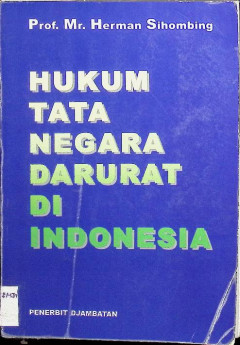 Prof. Mr. Herman Sihombing
HUKUM
TATA
NEGARA
DARURAT
DI
INDONESIA
PENERBIT DJAMBATAN